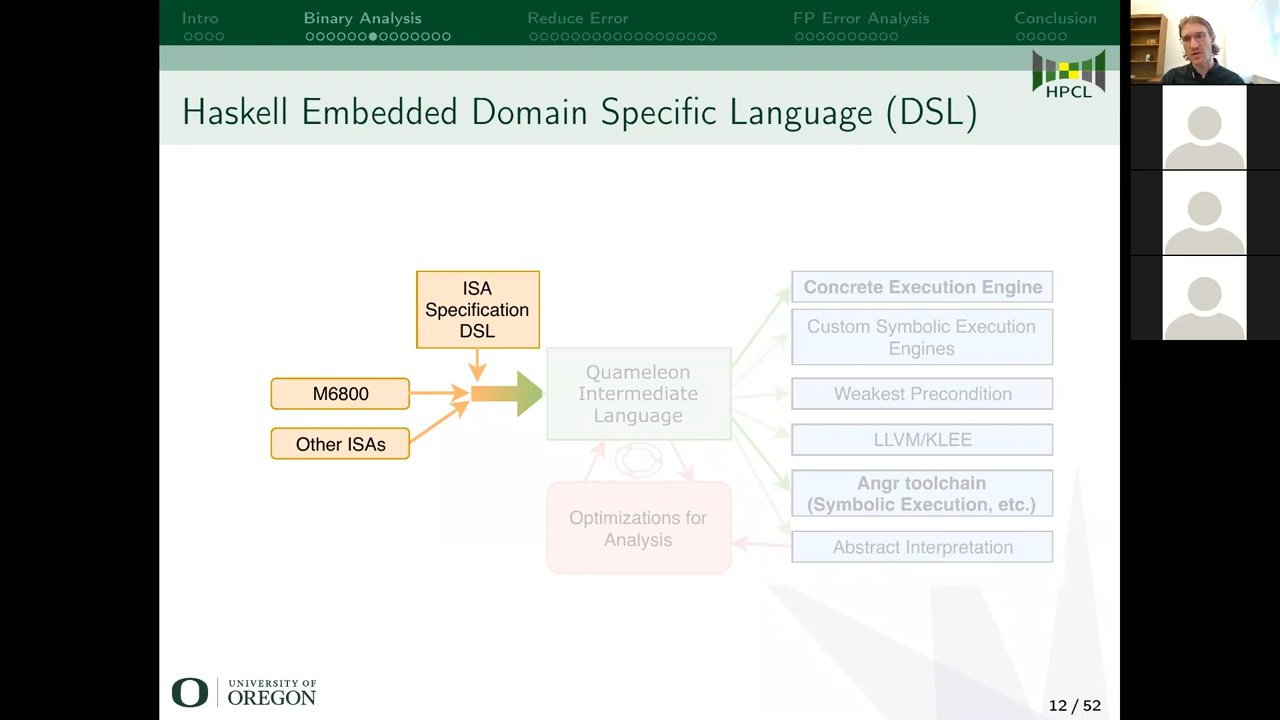 Intro
Binary Analysis
Reduce Error
FP Error Analysis
Conclusion
HPCL
Haskell Embedded Domain Specific Language (DSL)
ISA
Specification
DSL
M6800
Other ISAs
Quameleon
Intermediate
Language
Optimizations for
Analysis
Concrete Execution Engine
Custom Symbolic Execution
Engines
Weakest Precondition
LLVM/KLEE
Angr toolchain
(Symbolic Execution, etc.)
Abstract Interpretation
O
UNIVERSITY OF
OREGON
12 / 52